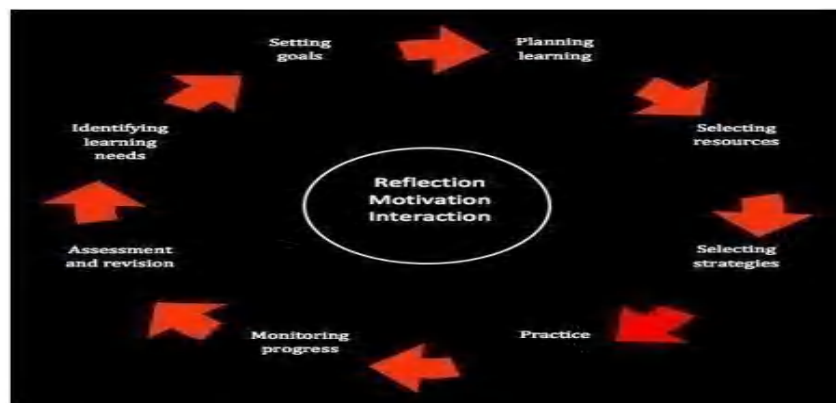 Setting
goals
Planning
learning
Selecting
resources
Selecting
strategies
Practice
Monitoring
progress
Assessment
and revision
Identifying
learning
needs
Reflection
Motivation
Interaction